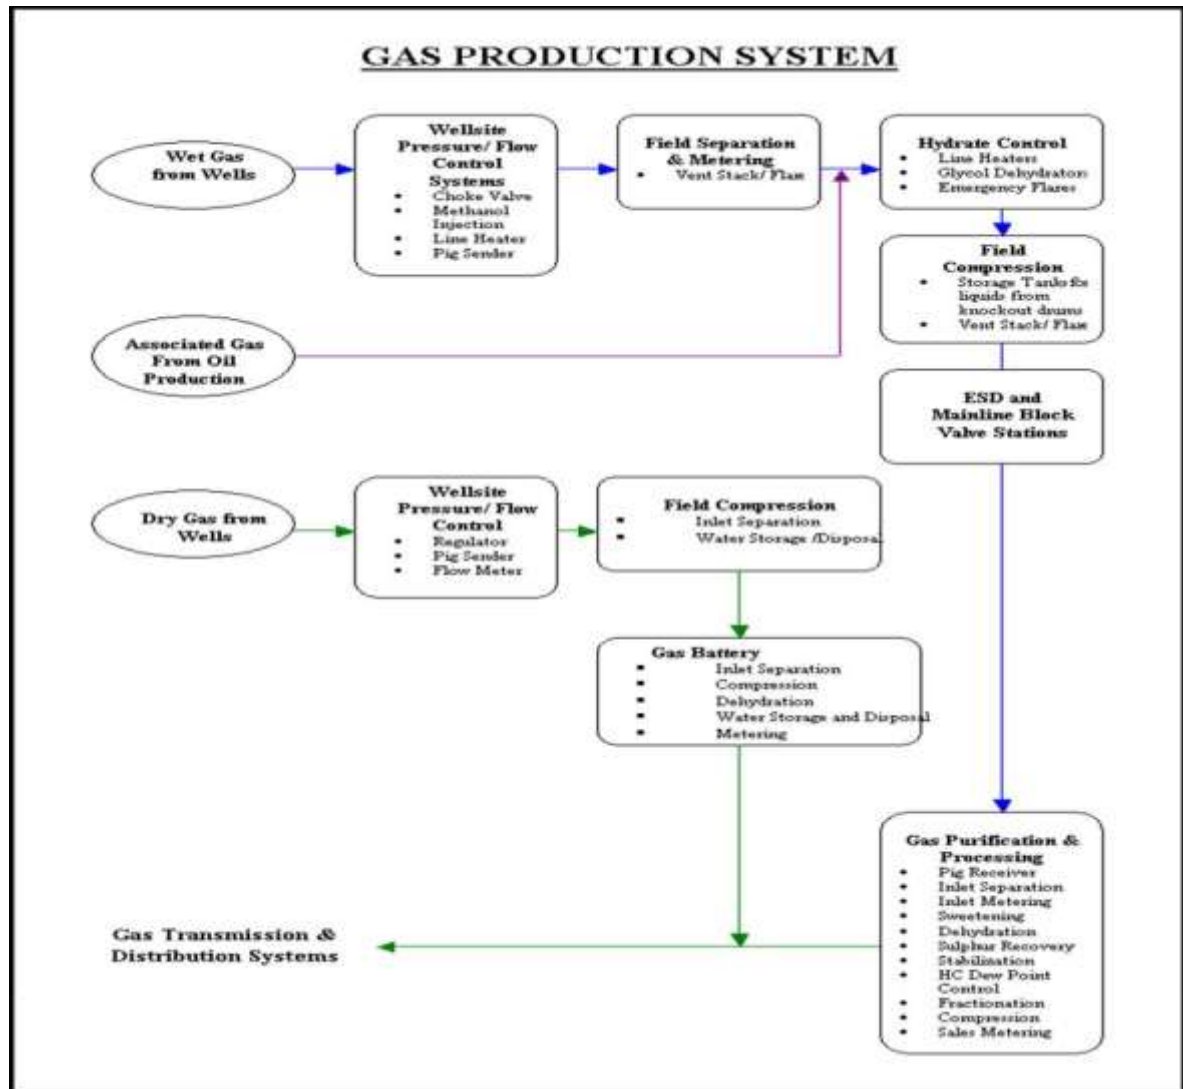 GAS PRODUCTION SYSTEM
Wet Gas
from Wells
Wellsite
Pressure/ Flow
Control
Systems
• Choke Valve
• Methanol
Injection
• Line Heater
• Pig Sender
Field Separation
& Metering
• Vent Stack/ Flare
Hydrate Control
• Line Heaters
• Glycol Dehydrators
• Emergency Flares
Field
Compression
• Storage Tanks for
liquids from
knockout drums
• Vent Stack/ Flare
Associated Gas
From Oil
Production
ESD and
Mainline Block
Valve Stations
Dry Gas from
Wells
Wellsite
Pressure/ Flow
Control
• Regulator
• Pig Sender
• Flow Meter
Field Compression
▪ Inlet Separation
▪ Water Storage /Disposal
Gas Battery
▪ Inlet Separation
▪ Compression
▪ Dehydration
▪ Water Storage and Disposal
▪ Metering
Gas Purification &
Processing
• Pig Receiver
• Inlet Separation
• Inlet Metering
• Sweetening
• Dehydration
• Sulphur Recovery
• Stabilization
• HC Dew Point
Control
• Fractionation
• Compression
• Sales Metering
Gas Transmission &
Distribution Systems